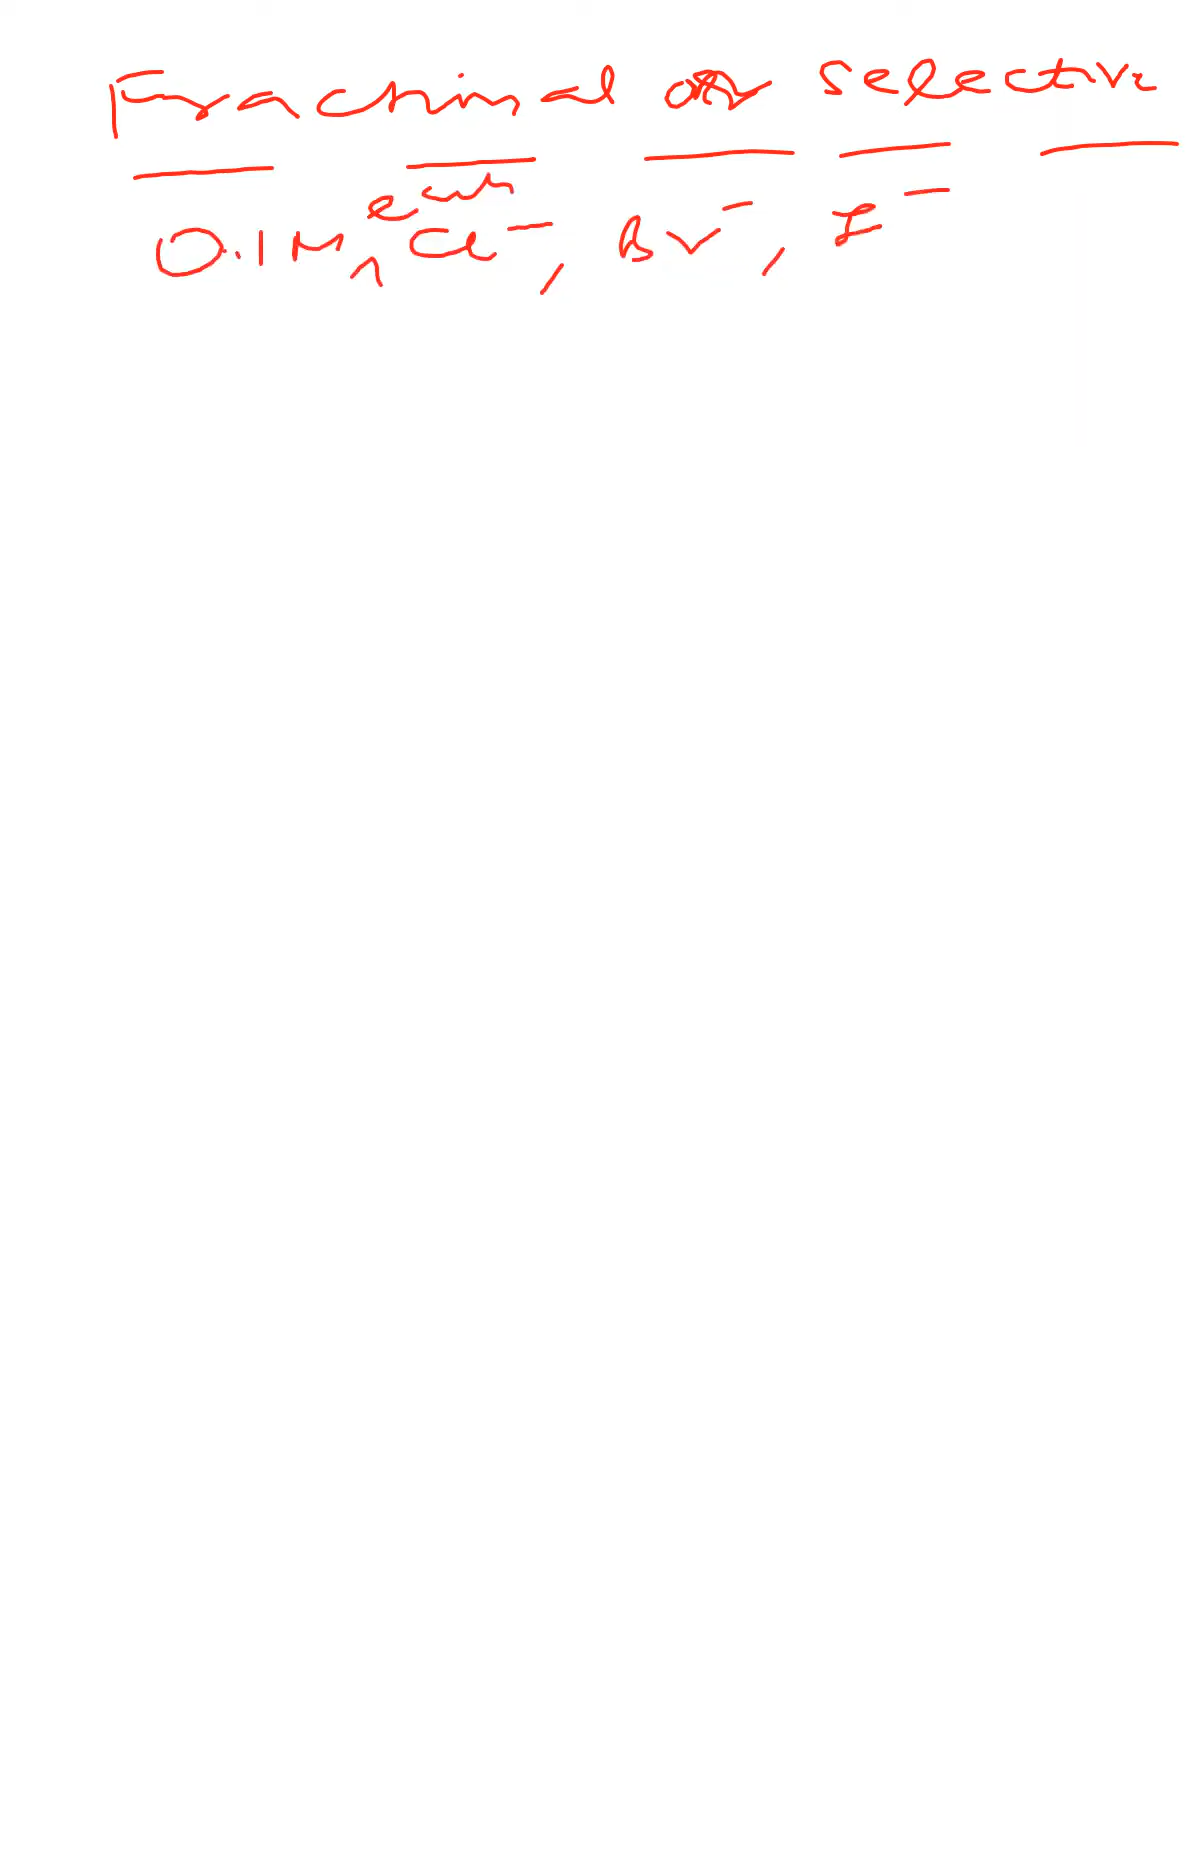 Fractional or selective
0.1M each Cl⁻, Br⁻, I⁻